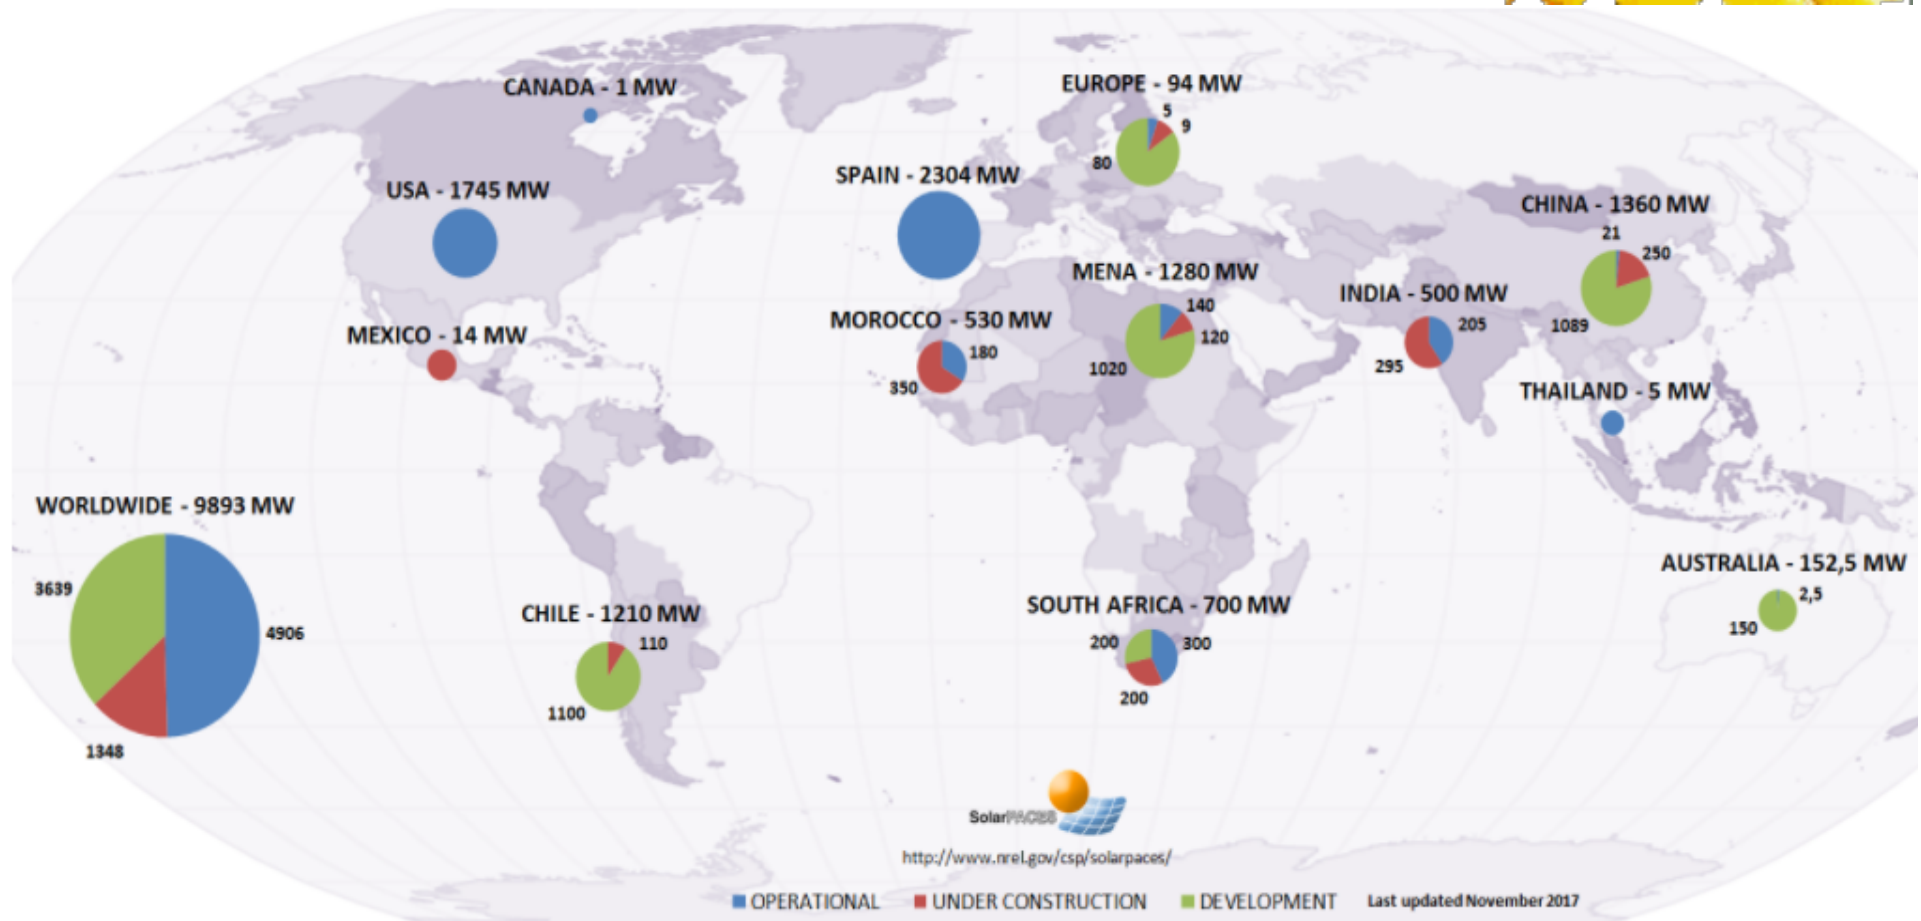 CANADA - 1 MW
EUROPE - 94 MW
5
9
80
USA - 1745 MW
SPAIN - 2304 MW
CHINA - 1360 MW
21
250
1089
MENA - 1280 MW
140
120
1020
INDIA - 500 MW
205
295
MEXICO - 14 MW
MOROCCO - 530 MW
180
350
THAILAND - 5 MW
WORLDWIDE - 9893 MW
3639
4906
1348
CHILE - 1210 MW
110
1100
SOUTH AFRICA - 700 MW
200
300
200
AUSTRALIA - 152,5 MW
2,5
150
SolarPACES
http://www.nrel.gov/csp/solarpaces/
OPERATIONAL UNDER CONSTRUCTION DEVELOPMENT Last updated November 2017